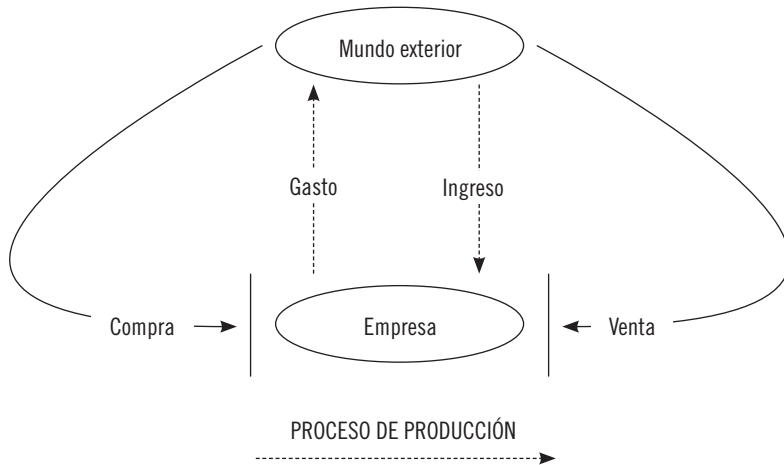 Mundo exterior
Gasto
Ingreso
Compra
Empresa
Venta
PROCESO DE PRODUCCIÓN